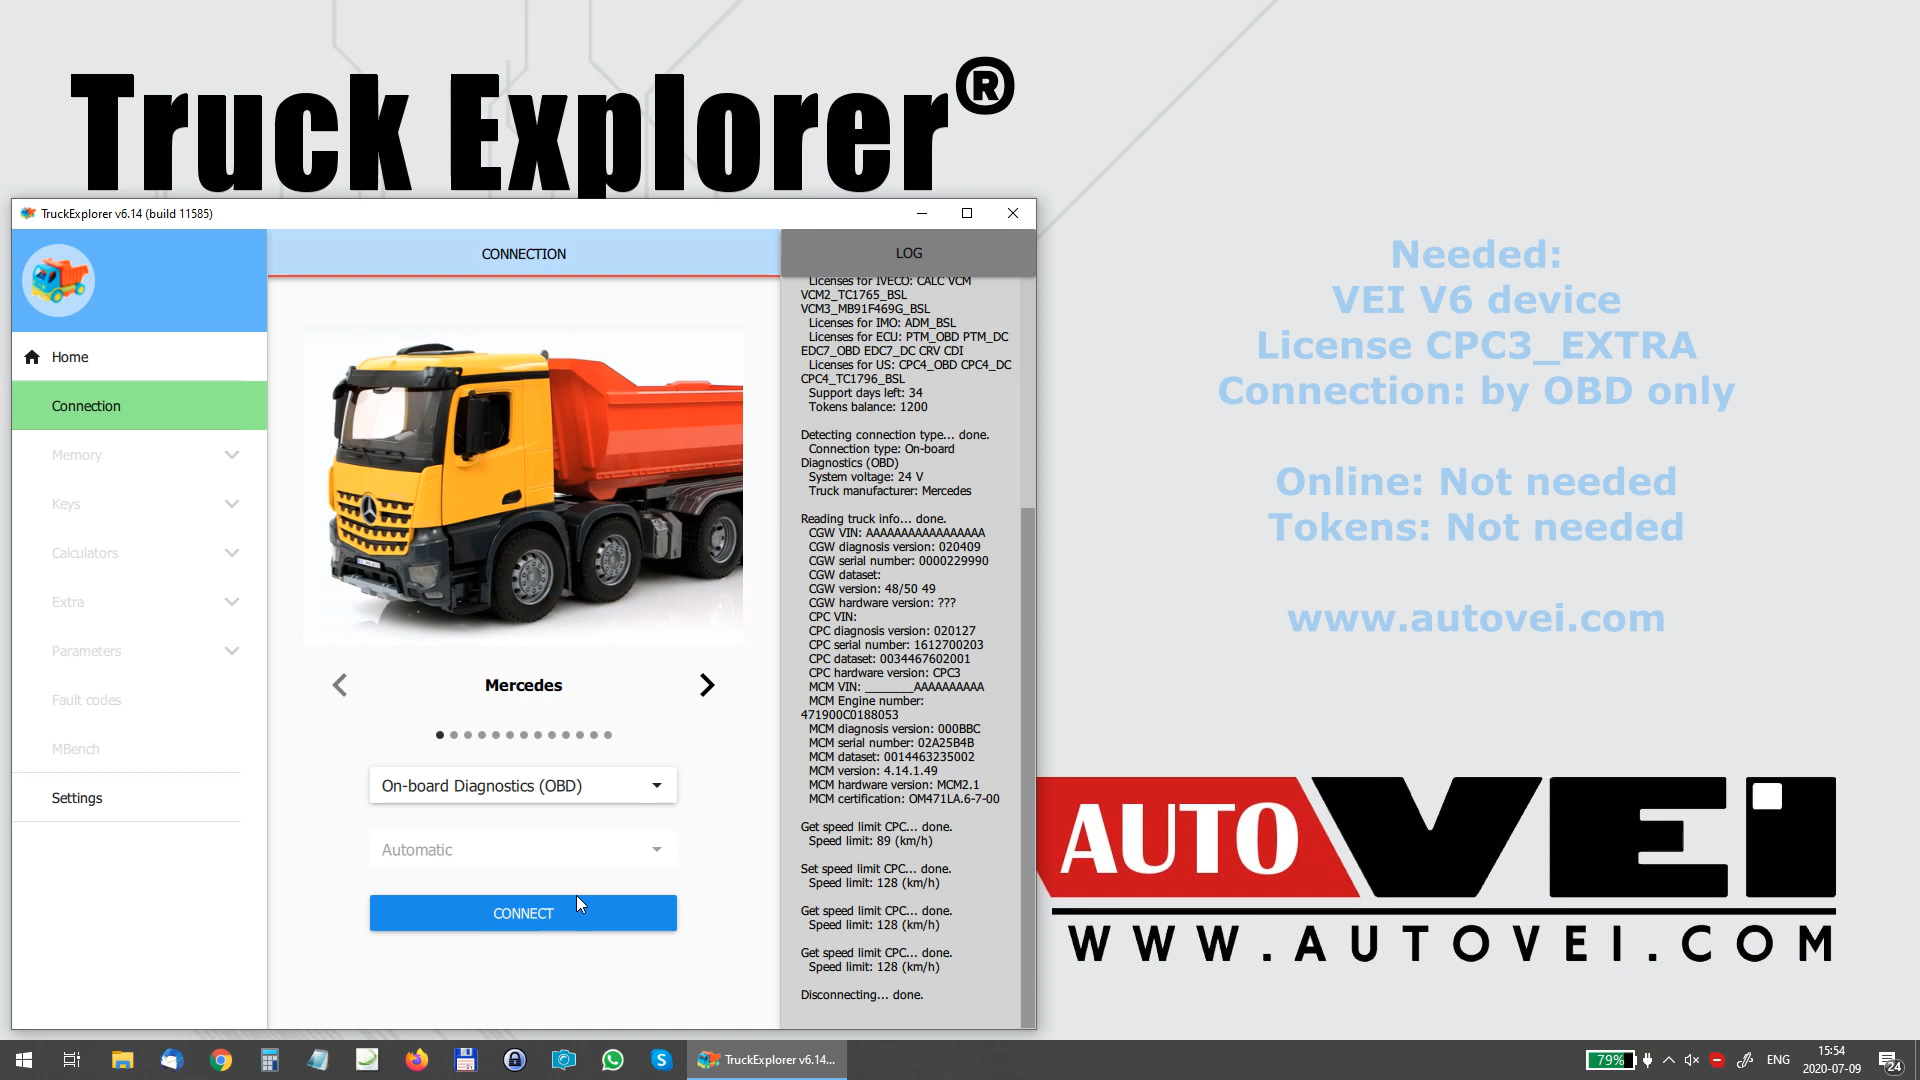 Truck Explorer®
TruckExplorer v6.14 (build 11585)
CONNECTION
LOG
Home
Connection
Memory
Keys
Calculators
Extra
Parameters
Fault codes
MBench
Settings
Mercedes
On-board Diagnostics (OBD)
Automatic
CONNECT
Licenses for IVECO: CALC VCM
VCM2_TC1765_BSL
VCM3_MB91F469G_BSL
Licenses for IMO: ADM_BSL
Licenses for ECU: PTM_OBD PTM_DC
EDC7_OBD EDC7_DC CRV CDI
Licenses for US: CPC4_OBD CPC4_DC
CPC4_TC1796_BSL
Support days left: 34
Tokens balance: 1200
Detecting connection type... done.
Connection type: On-board
Diagnostics (OBD)
System voltage: 24 V
Truck manufacturer: Mercedes
Reading truck info... done.
CGW VIN: AAAAAAAAAAAAAAAAA
CGW diagnosis version: 020409
CGW serial number: 0000229990
CGW dataset:
CGW version: 48/50 49
CGW hardware version: ???
CPC VIN:
CPC diagnosis version: 020127
CPC serial number: 1612700203
CPC dataset: 0034467602001
CPC hardware version: CPC3
MCM VIN: _______AAAAAAAAAA
MCM Engine number:
471900C0188053
MCM diagnosis version: 000BBC
MCM serial number: 02A25B4B
MCM dataset: 0014463235002
MCM version: 4.14.1.49
MCM hardware version: MCM2.1
MCM certification: OM471LA.6-7-00
Get speed limit CPC... done.
Speed limit: 89 (km/h)
Set speed limit CPC... done.
Speed limit: 128 (km/h)
Get speed limit CPC... done.
Speed limit: 128 (km/h)
Get speed limit CPC... done.
Speed limit: 128 (km/h)
Disconnecting... done.
Needed:
VEI V6 device
License CPC3_EXTRA
Connection: by OBD only
Online: Not needed
Tokens: Not needed
www.autovei.com
AUTOVEI
WWW.AUTOVEI.COM
TruckExplorer v6.14...
79%
ENG
15:54
2020-07-09
24